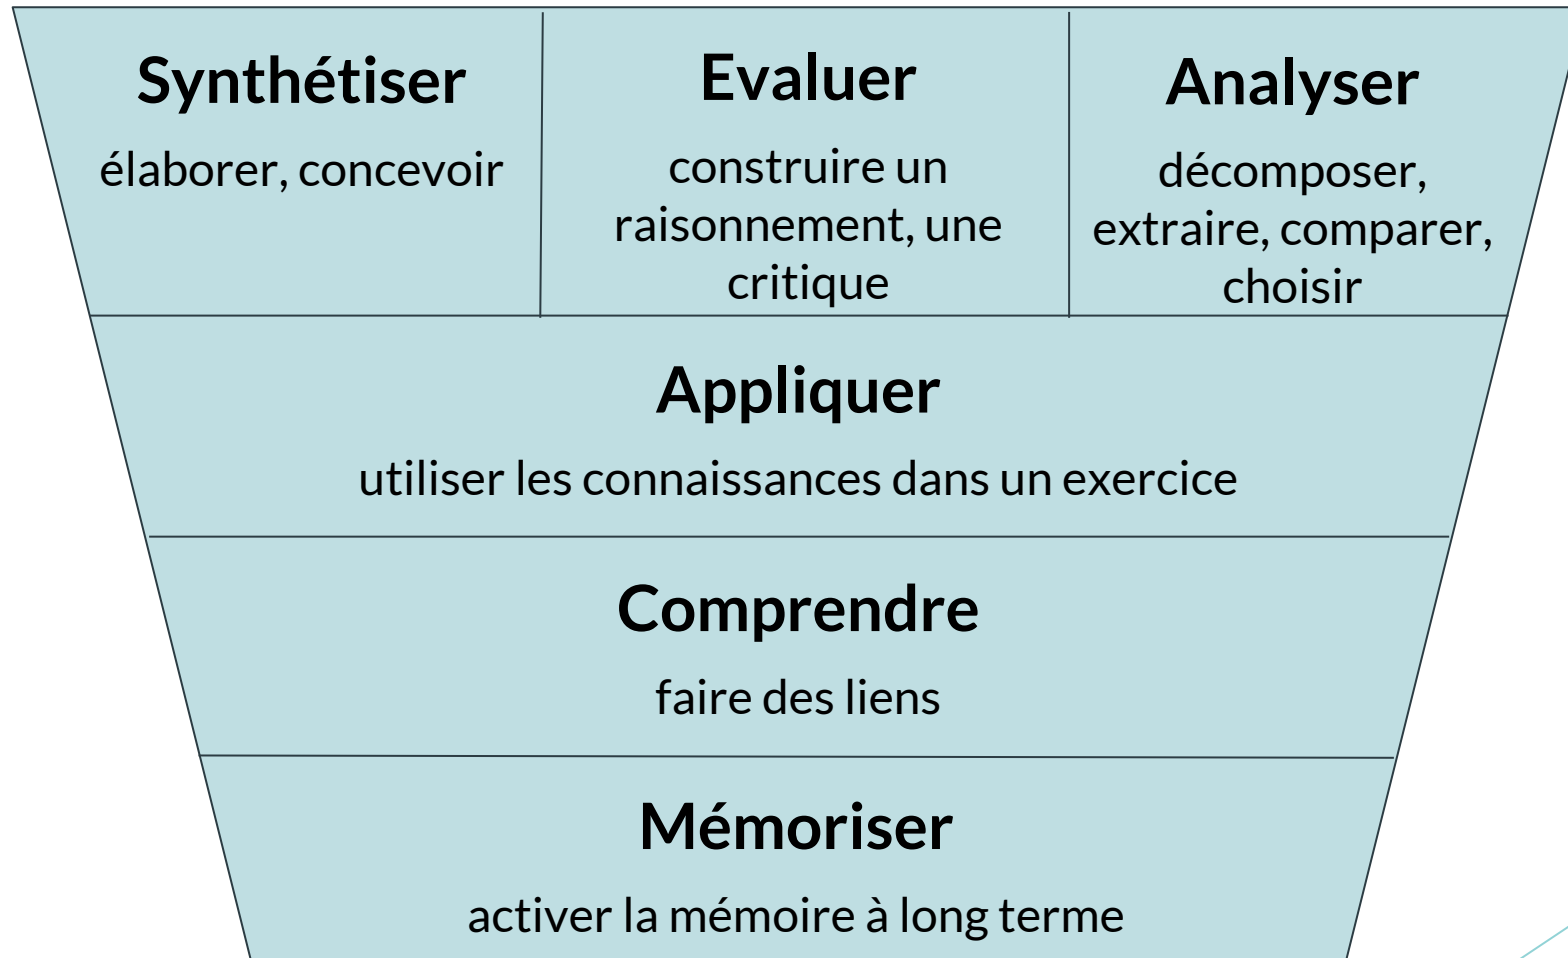 Synthétiser
élaborer, concevoir
Evaluer
construire un
raisonnement, une
critique
Analyser
décomposer,
extraire, comparer,
choisir
Appliquer
utiliser les connaissances dans un exercice
Comprendre
faire des liens
Mémoriser
activer la mémoire à long terme